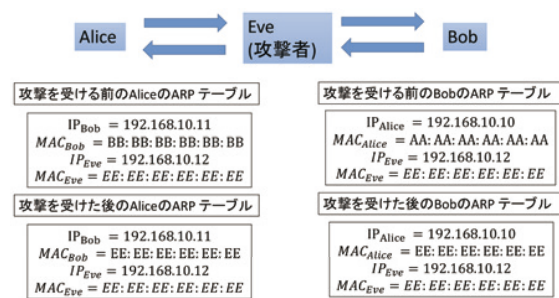 Alice
Eve
(攻撃者)
Bob
攻撃を受ける前のAliceのARP テーブル
IP_Bob = 192.168.10.11
MAC_Bob = BB:BB:BB:BB:BB:BB
IP_Eve = 192.168.10.12
MAC_Eve = EE:EE:EE:EE:EE:EE
攻撃を受けた後のAliceのARP テーブル
IP_Bob = 192.168.10.11
MAC_Bob = EE:EE:EE:EE:EE:EE
IP_Eve = 192.168.10.12
MAC_Eve = EE:EE:EE:EE:EE:EE
攻撃を受ける前のBobのARP テーブル
IP_Alice = 192.168.10.10
MAC_Alice = AA:AA:AA:AA:AA:AA
IP_Eve = 192.168.10.12
MAC_Eve = EE:EE:EE:EE:EE:EE
攻撃を受けた後のBobのARP テーブル
IP_Alice = 192.168.10.10
MAC_Alice = EE:EE:EE:EE:EE:EE
IP_Eve = 192.168.10.12
MAC_Eve = EE:EE:EE:EE:EE:EE